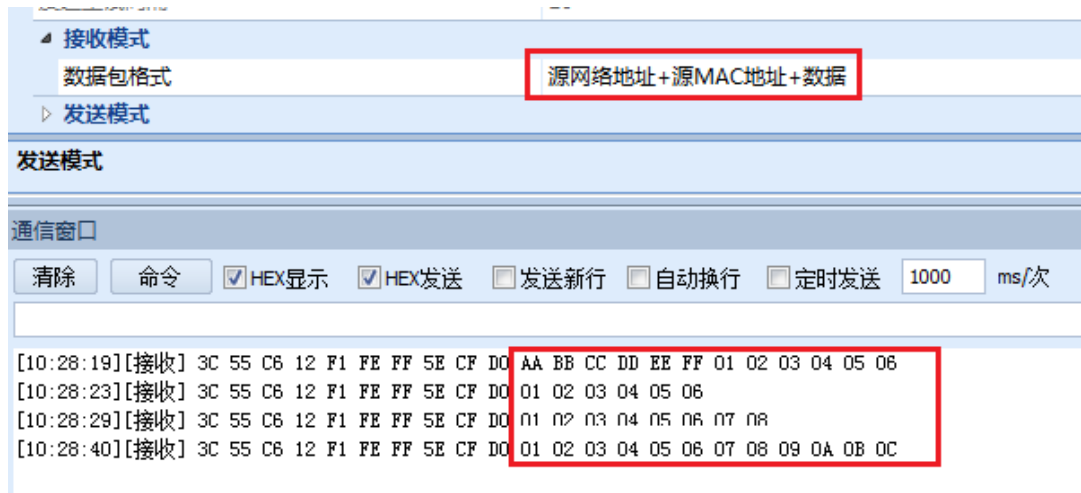 接收模式
数据包格式 源网络地址+源MAC地址+数据
发送模式
发送模式
通信窗口
清除 命令 HEX显示 HEX发送 发送新行 自动换行 定时发送 1000 ms/次
[10:28:19][接收] 3C 55 C6 12 F1 FE FF 5E CF D0 AA BB CC DD EE FF 01 02 03 04 05 06
[10:28:23][接收] 3C 55 C6 12 F1 FE FF 5E CF D0 01 02 03 04 05 06
[10:28:29][接收] 3C 55 C6 12 F1 FE FF 5E CF D0 01 02 03 04 05 06 07 08
[10:28:40][接收] 3C 55 C6 12 F1 FE FF 5E CF D0 01 02 03 04 05 06 07 08 09 0A 0B 0C